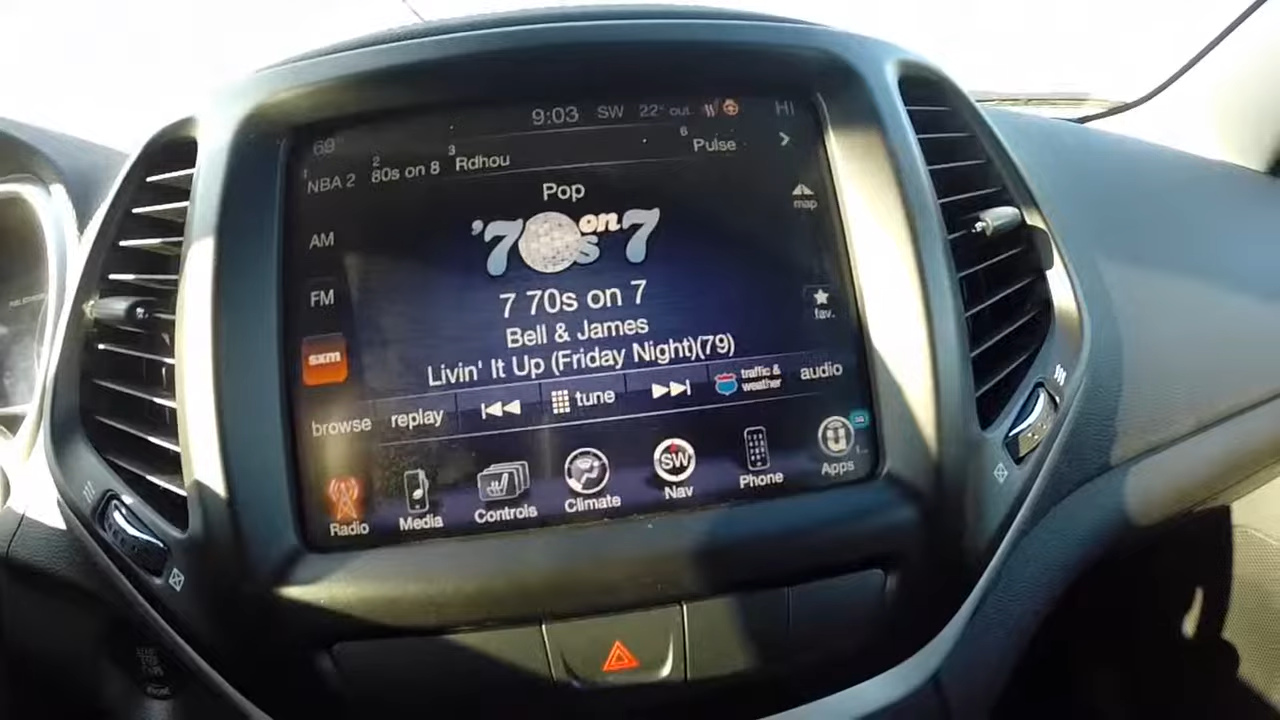 9:03 SW 22° out HI
69°
1 NBA 2 2 80s on 8 3 Rdhou 6 Pulse
Pop
map
'70s on 7
AM
7 70s on 7
FM
fav.
Bell & James
sxm
Livin' It Up (Friday Night)(79)
browse replay tune traffic & weather audio
Radio Media Controls Climate SW Nav Phone Apps